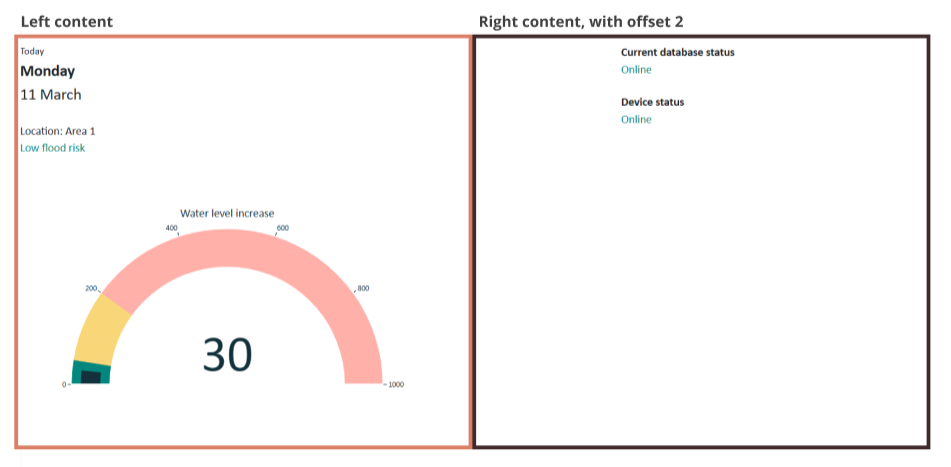 Left content
Today
Monday
11 March
Location: Area 1
Low flood risk
Water level increase
400
600
200
800
30
0
1000
Right content, with offset 2
Current database status
Online
Device status
Online